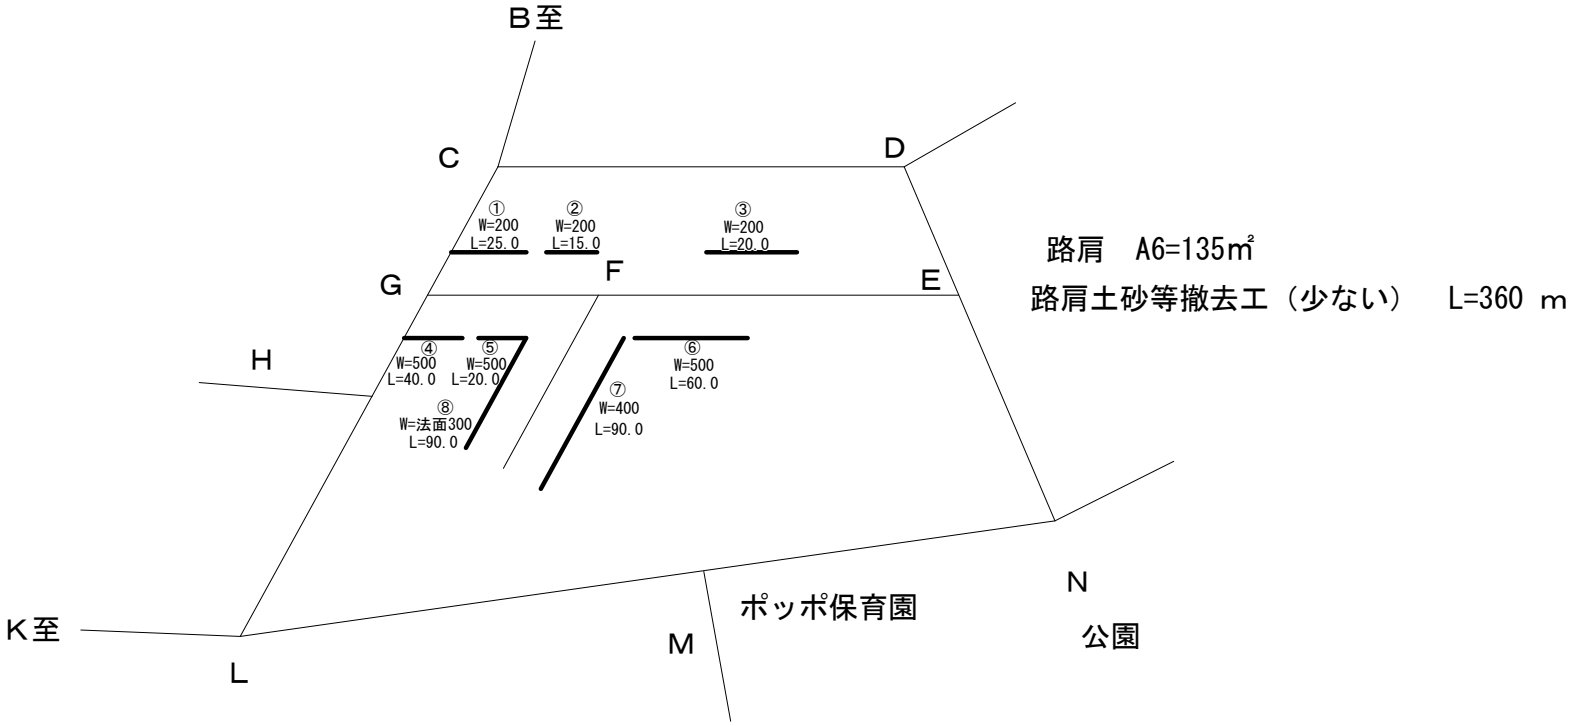 B至
C
D
①
W=200
L=25.0
②
W=200
L=15.0
③
W=200
L=20.0
路肩　A6=135㎡
路肩土砂等撤去工（少ない）　L=360 m
G
F
E
④
W=500
L=40.0
⑤
W=500
L=20.0
⑥
W=500
L=60.0
H
⑦
W=400
L=90.0
⑧
W=法面300
L=90.0
ポッポ保育園
N
公園
K至
M
L